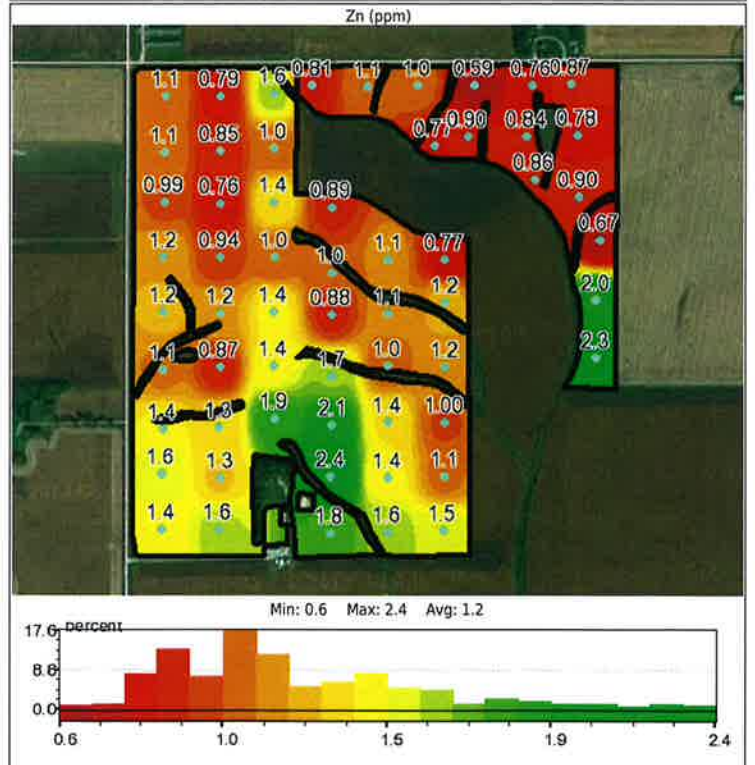 Zn (ppm)
1.1 0.79 1.6 0.81 1.1 1.0 0.59 0.76 0.87
1.1 0.85 1.0 0.77 0.90 0.84 0.78
0.99 0.76 1.4 0.89 0.86 0.90
0.67
1.2 0.94 1.0 1.0 1.1 0.77
1.2 1.2 1.4 0.88 1.1 1.2 2.0
1.1 0.87 1.4 1.7 1.0 1.2 2.3
1.4 1.3 1.9 2.1 1.4 1.00
1.6 1.3 2.4 1.4 1.1
1.4 1.6 1.8 1.6 1.5
Min: 0.6 Max: 2.4 Avg: 1.2
percent
17.6
8.8
0.0
0.6 1.0 1.5 1.9 2.4